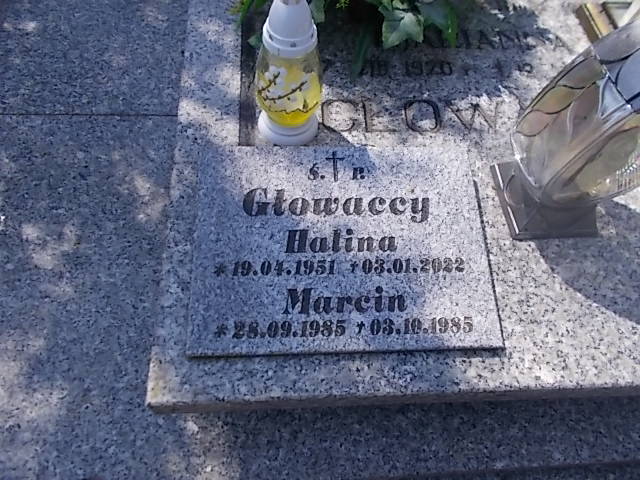 Ś. P.
Głowaccy
Halina
* 19.04.1951 † 03.01.2022
Marcin
* 28.09.1985 † 03.10.1985